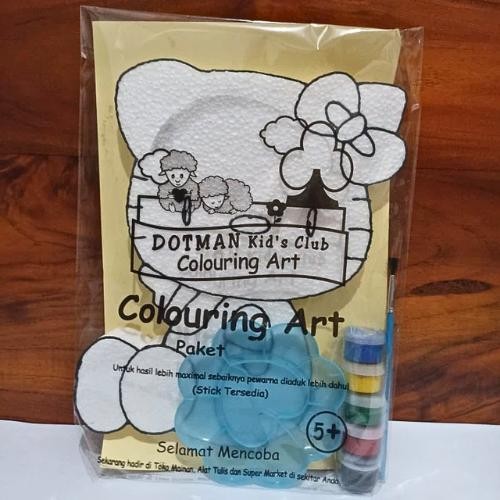 DOTMAN Kid's Club
Colouring Art
Colouring Art
Paket
Untuk hasil lebih maximal sebaiknya pewarna diaduk lebih dahulu
(Stick Tersedia)
5+
Selamat Mencoba
Sekarang hadir di Toko Mainan, Alat Tulis dan Super Market di sekitar Anda